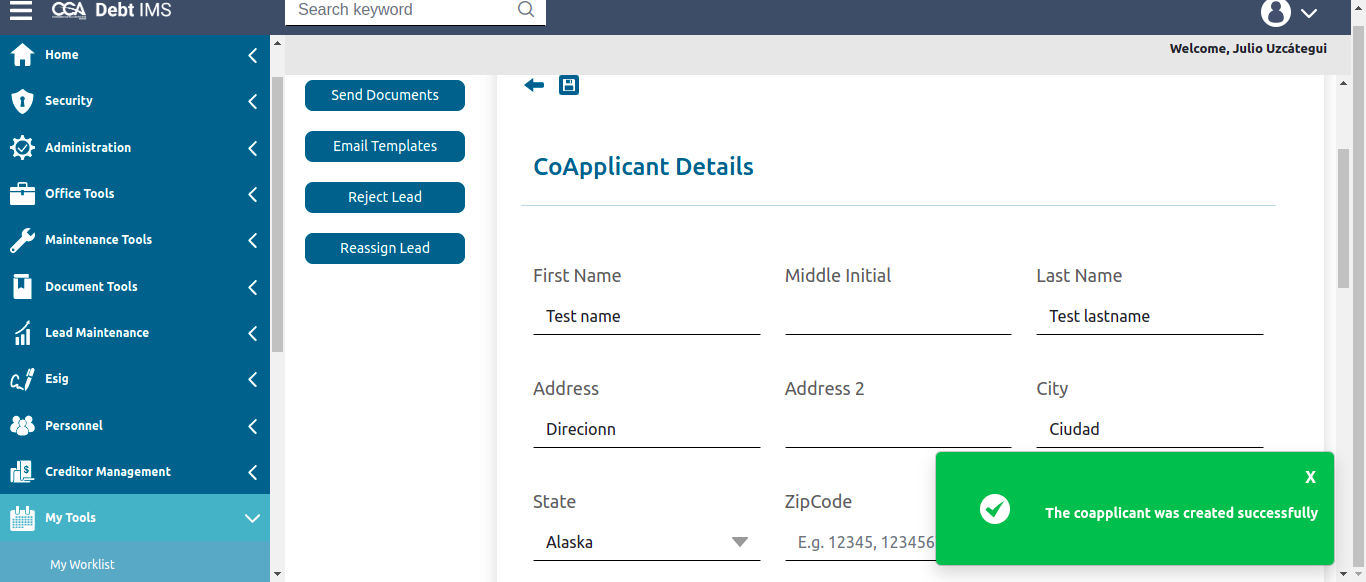 CGA Debt IMS
Search keyword
Welcome, Julio Uzcátegui
Home
Security
Administration
Office Tools
Maintenance Tools
Document Tools
Lead Maintenance
Esig
Personnel
Creditor Management
My Tools
My Worklist
Send Documents
Email Templates
Reject Lead
Reassign Lead
CoApplicant Details
First Name
Middle Initial
Last Name
Test name
Test lastname
Address
Address 2
City
Direcionn
Ciudad
State
ZipCode
Alaska
E.g. 12345, 123456
X
The coapplicant was created successfully